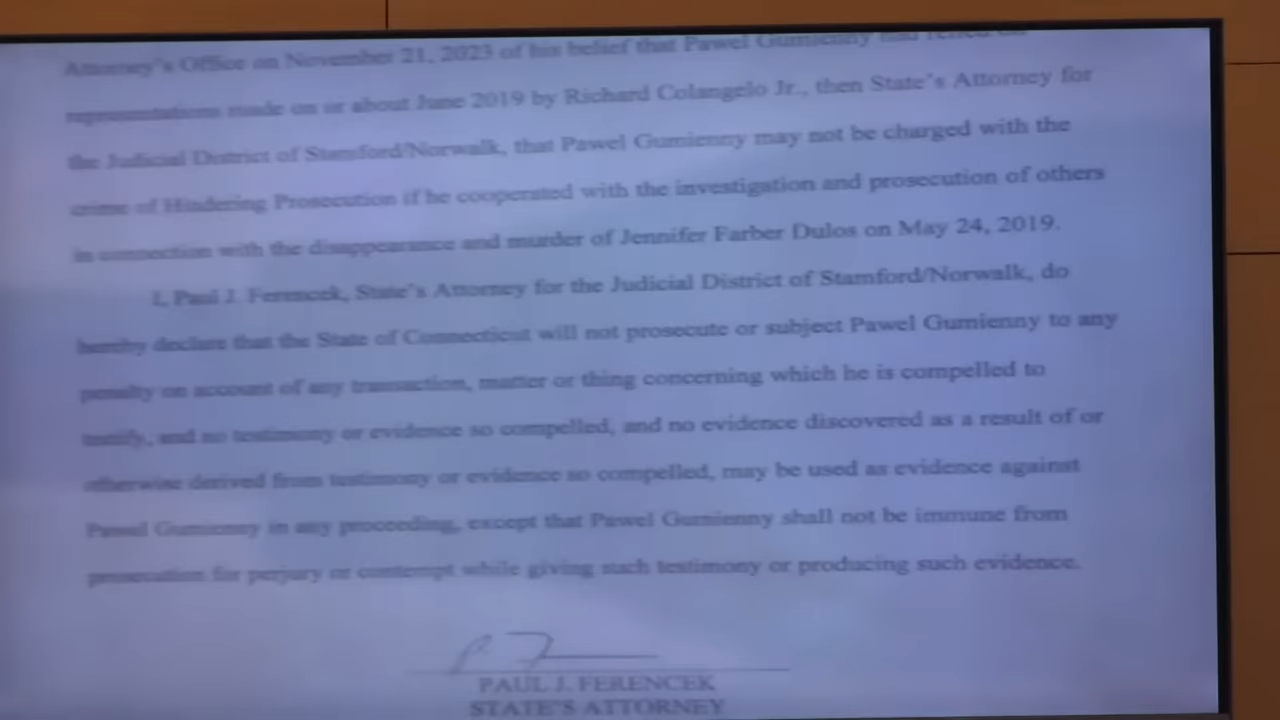 Attorney's Office on November 21, 2023 of his belief that Pawel Gumienny had relied on
representations made on or about June 2019 by Richard Colangelo Jr., then State's Attorney for
the Judicial District of Stamford/Norwalk, that Pawel Gumienny may not be charged with the
crime of Hindering Prosecution if he cooperated with the investigation and prosecution of others
in connection with the disappearance and murder of Jennifer Farber Dulos on May 24, 2019.
I, Paul J. Ferencek, State's Attorney for the Judicial District of Stamford/Norwalk, do
hereby declare that the State of Connecticut will not prosecute or subject Pawel Gumienny to any
penalty on account of any transaction, matter or thing concerning which he is compelled to
testify, and no testimony or evidence so compelled, and no evidence discovered as a result of or
otherwise derived from testimony or evidence so compelled, may be used as evidence against
Pawel Gumienny in any proceeding, except that Pawel Gumienny shall not be immune from
prosecution for perjury or contempt while giving such testimony or producing such evidence.
PAUL J. FERENCEK
STATE'S ATTORNEY